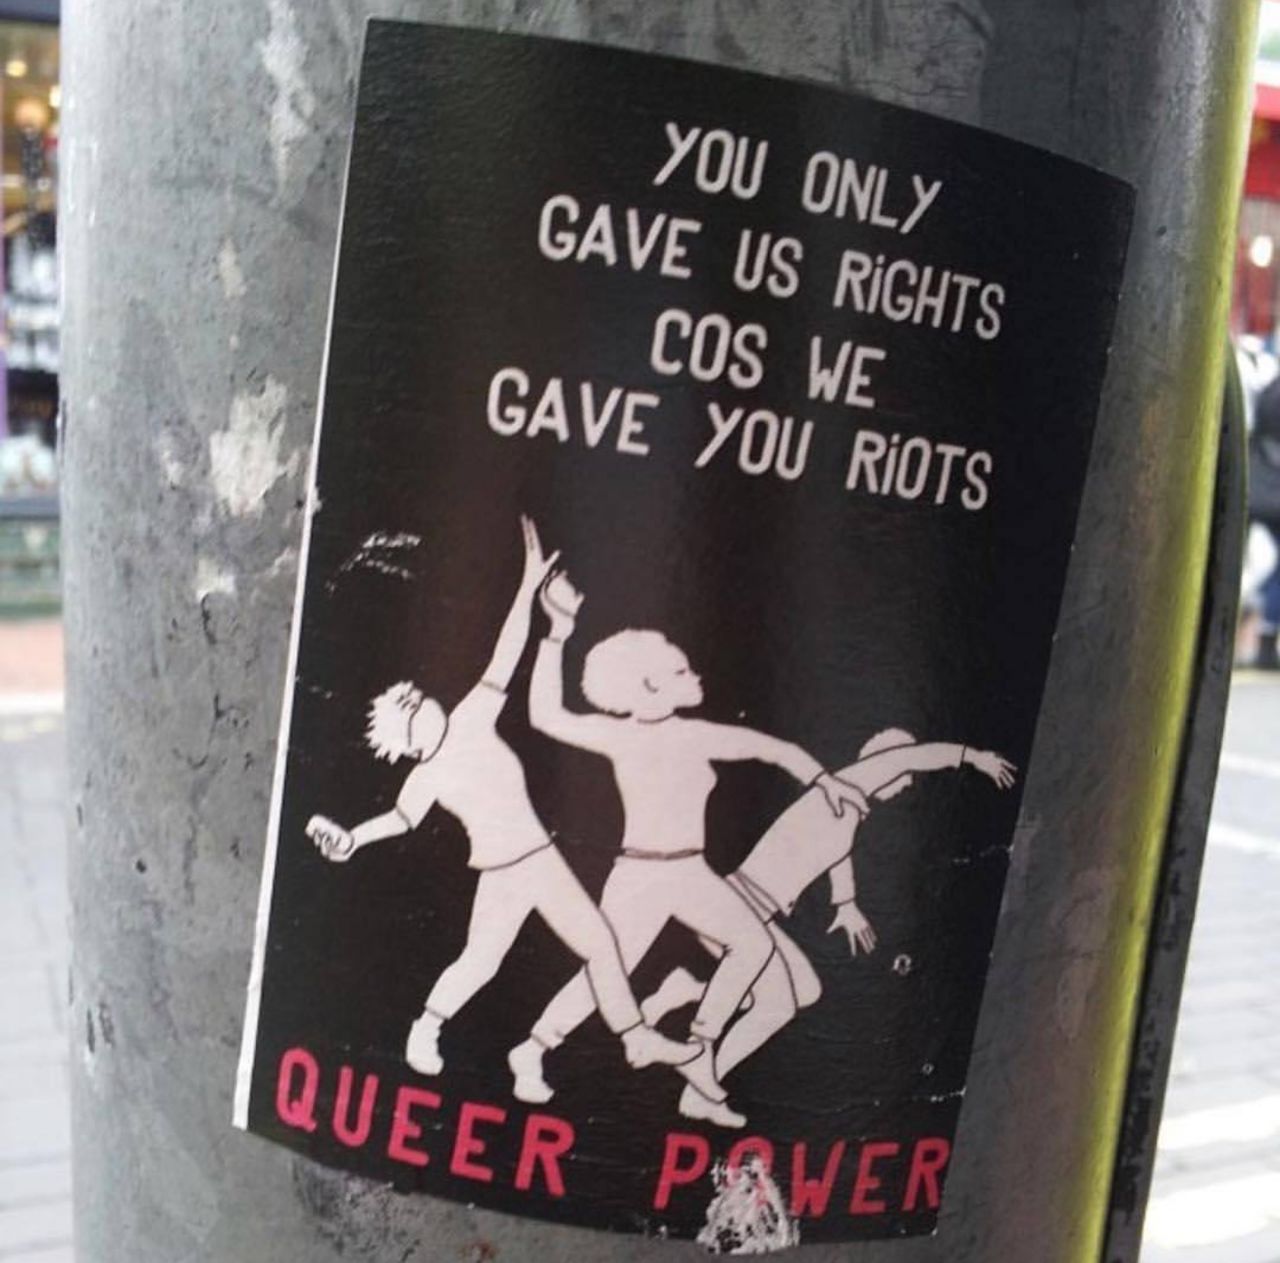 YOU ONLY
GAVE US RiGHTS
COS WE
GAVE YOU RiOTS
QUEER POWER